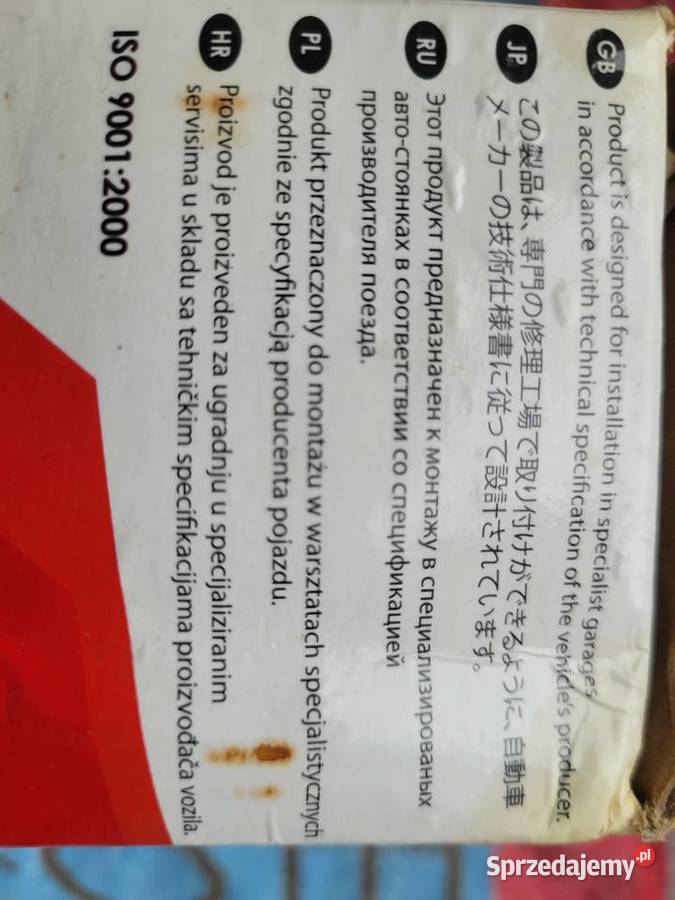 GB
Product is designed for installation in specialist garages
in accordance with technical specification of the vehicle's producer.
JP
この製品は、専門の修理工場で取り付けができるように、自動車
メーカーの技術仕様書に従って設計されています。
RU
Этот продукт предназначен к монтажу в специализированых
авто-стоянках в соответствии со спецификацией
производителя поезда.
PL
Produkt przeznaczony do montażu w warsztatach specjalistycznych
zgodnie ze specyfikacją producenta pojazdu.
HR
Proizvod je proižveden za ugradnju u specijaliziranim
servisima u skladu sa tehničkim specifikacijama proizvođača vozila.
ISO 9001:2000
Sprzedajemy.pl